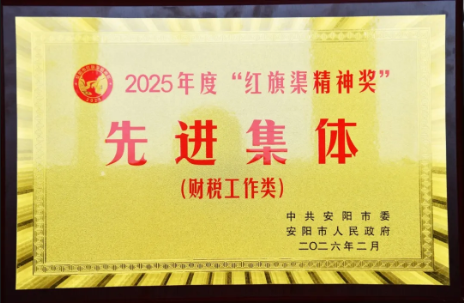 2025年度“红旗渠精神奖”
先进集体
(财税工作类)
中共安阳市委
安阳市人民政府
二〇二六年二月